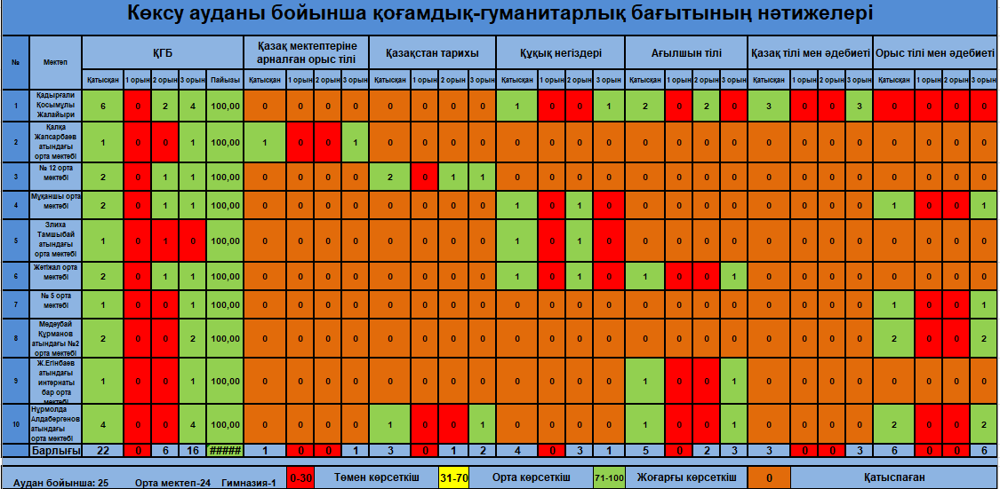 Көксу ауданы бойынша қоғамдық-гуманитарлық бағытының нәтижелері
№ Мектеп ҚГБ Қазақ мектептеріне арналған орыс тілі Қазақстан тарихы Құқық негіздері Ағылшын тілі Қазақ тілі мен әдебиеті Орыс тілі мен әдебиеті
Қатысқан 1 орын 2 орын 3 орын Пайызы Қатысқан 1 орын 2 орын 3 орын Қатысқан 1 орын 2 орын 3 орын Қатысқан 1 орын 2 орын 3 орын Қатысқан 1 орын 2 орын 3 орын Қатысқан 1 орын 2 орын 3 орын Қатысқан 1 орын 2 орын 3 орын
1 Қадырғали Қосымұлы Жалайыри 6 0 2 4 100,00 0 0 0 0 0 0 0 0 1 0 0 1 2 0 2 0 3 0 0 3 0 0 0 0
2 Қалқа Жапсарбаев атындағы орта мектебі 1 0 0 1 100,00 1 0 0 1 0 0 0 0 0 0 0 0 0 0 0 0 0 0 0 0 0 0 0 0
3 № 12 орта мектебі 2 0 1 1 100,00 0 0 0 0 2 0 1 1 0 0 0 0 0 0 0 0 0 0 0 0 0 0 0 0
4 Мұқаншы орта мектебі 2 0 1 1 100,00 0 0 0 0 0 0 0 0 1 0 1 0 0 0 0 0 0 0 0 0 1 0 0 1
5 Злиха Тамшыбай атындағы орта мектебі 1 0 1 0 100,00 0 0 0 0 0 0 0 0 1 0 1 0 0 0 0 0 0 0 0 0 0 0 0 0
6 Жетіжал орта мектебі 2 0 1 1 100,00 0 0 0 0 0 0 0 0 1 0 1 0 1 0 0 1 0 0 0 0 0 0 0 0
7 № 5 орта мектебі 1 0 0 1 100,00 0 0 0 0 0 0 0 0 0 0 0 0 0 0 0 0 0 0 0 0 1 0 0 1
8 Медеубай Құрманов атындағы №2 орта мектебі 2 0 0 2 100,00 0 0 0 0 0 0 0 0 0 0 0 0 0 0 0 0 0 0 0 0 2 0 0 2
9 Ж.Егінбаев атындағы интернаты бар орта мектебі 1 0 0 1 100,00 0 0 0 0 0 0 0 0 0 0 0 0 1 0 0 1 0 0 0 0 0 0 0 0
10 Нұрмолда Алдабергенов атындағы орта мектебі 4 0 0 4 100,00 0 0 0 0 1 0 0 1 0 0 0 0 1 0 0 1 0 0 0 0 2 0 0 2
Барлығы 22 0 6 16 ##### 1 0 0 1 3 0 1 2 4 0 3 1 5 0 2 3 3 0 0 3 6 0 0 6
Аудан бойынша: 25 Орта мектеп-24 Гимназия-1 0-30 Төмен көрсеткіш 31-70 Орта көрсеткіш 71-100 Жоғарғы көрсеткіш 0 Қатыспаған